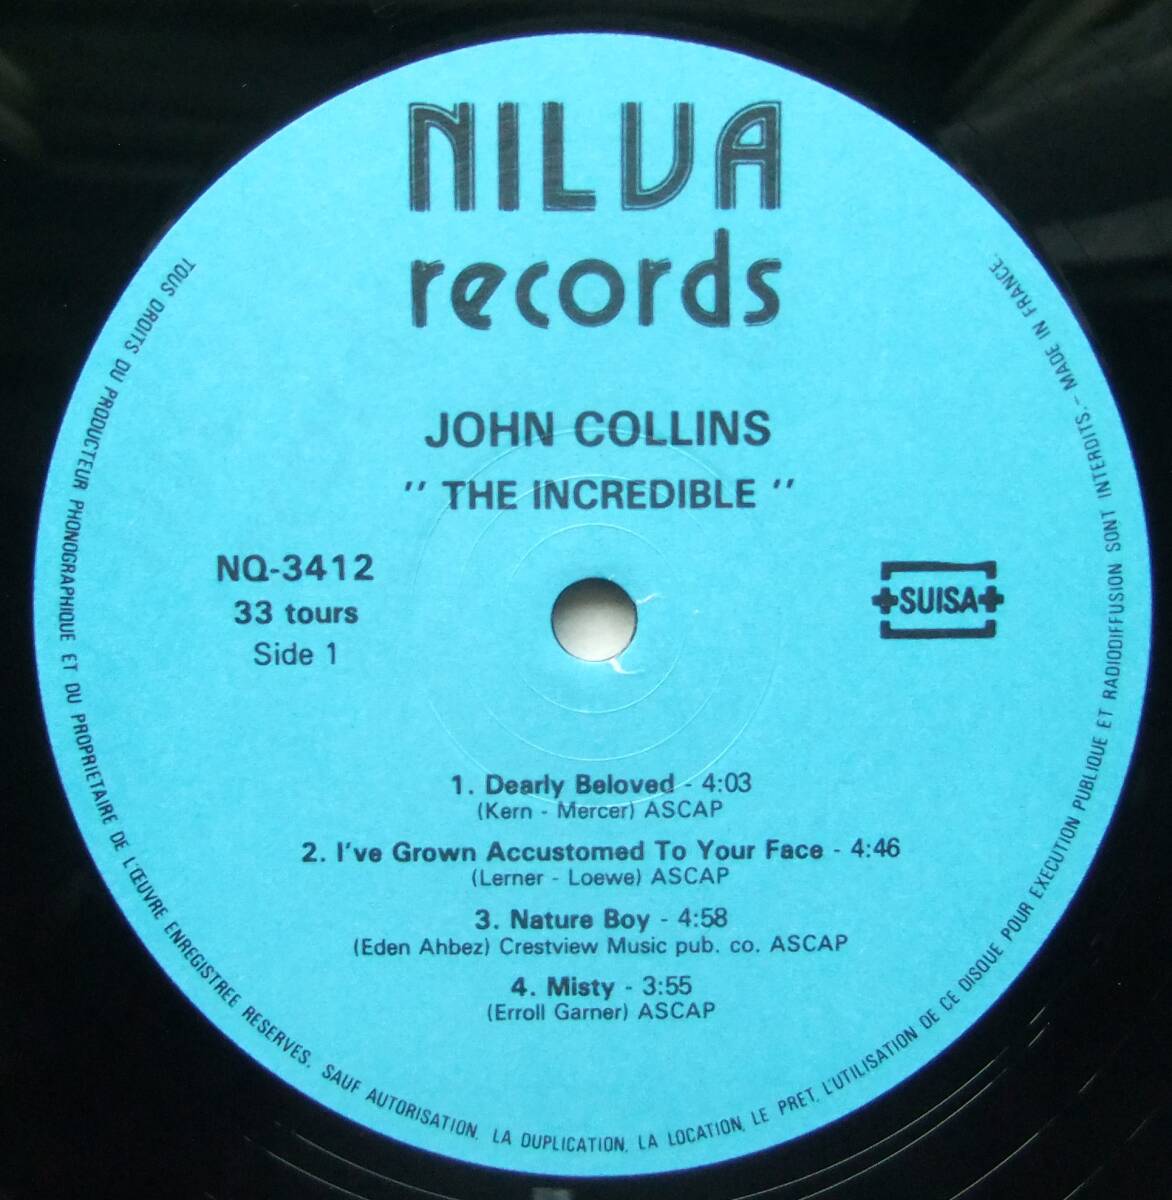 NILVA
records
JOHN COLLINS
" THE INCREDIBLE "
NQ-3412
33 tours
Side 1
SUISA
1. Dearly Beloved - 4:03
(Kern - Mercer) ASCAP
2. I've Grown Accustomed To Your Face - 4:46
(Lerner - Loewe) ASCAP
3. Nature Boy - 4:58
(Eden Ahbez) Crestview Music pub. co. ASCAP
4. Misty - 3:55
(Erroll Garner) ASCAP
TOUS DROITS DU PRODUCTEUR PHONOGRAPHIQUE ET DU PROPRIETAIRE DE L'ŒUVRE ENREGISTREE RESERVES. SAUF AUTORISATION, LA DUPLICATION, LA LOCATION, LE PRET, L'UTILISATION DE CE DISQUE POUR EXECUTION PUBLIQUE ET RADIODIFFUSION SONT INTERDITS.- MADE IN FRANCE.